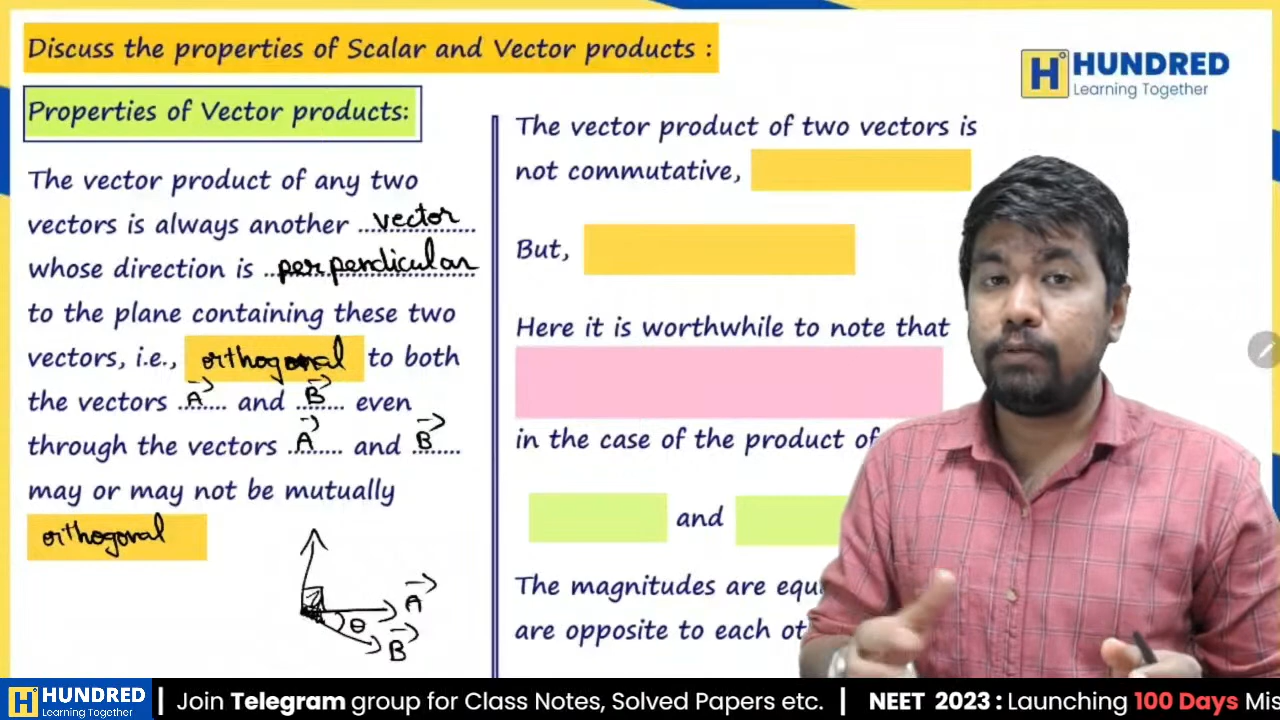 Discuss the properties of Scalar and Vector products :
HUNDRED
Learning Together
Properties of Vector products:
The vector product of any two
vectors is always another vector
whose direction is perpendicular
to the plane containing these two
vectors, i.e., orthogonal to both
the vectors A and B even
through the vectors A and B
may or may not be mutually
orthogonal
A
θ
B
The vector product of two vectors is
not commutative,
But,
Here it is worthwhile to note that
in the case of the product of
and
The magnitudes are equ
are opposite to each ot
H HUNDRED
Learning Together
Join Telegram group for Class Notes, Solved Papers etc. | NEET 2023 : Launching 100 Days Mis